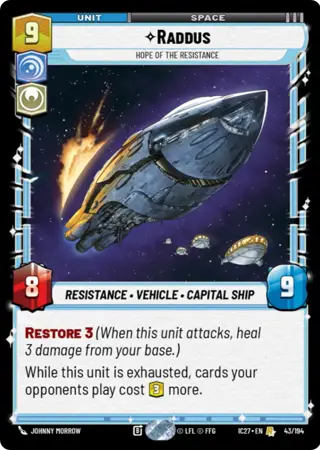 UNIT
SPACE
9
✧RADDUS
HOPE OF THE RESISTANCE
8
RESISTANCE • VEHICLE • CAPITAL SHIP
9
RESTORE 3 (When this unit attacks, heal
3 damage from your base.)
While this unit is exhausted, cards your
opponents play cost 3 more.
JOHNNY MORROW
© LFL © FFG
IC27 • EN
43/194